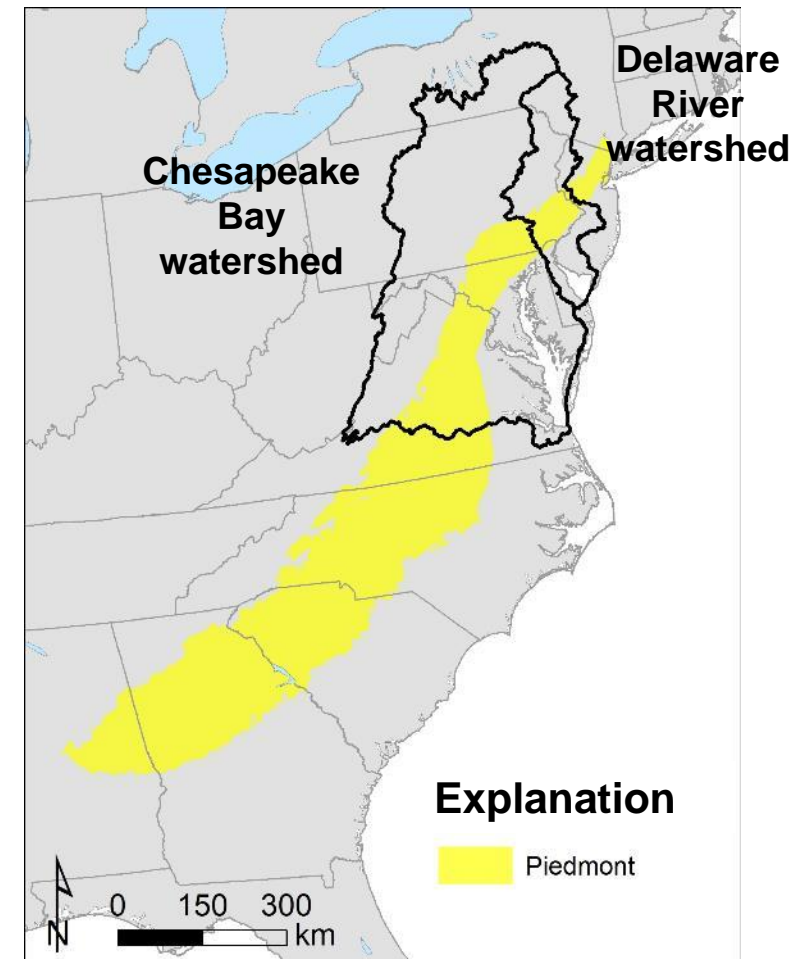 Delaware
River
watershed
Chesapeake
Bay
watershed
Explanation
Piedmont
0 150 300
km
N